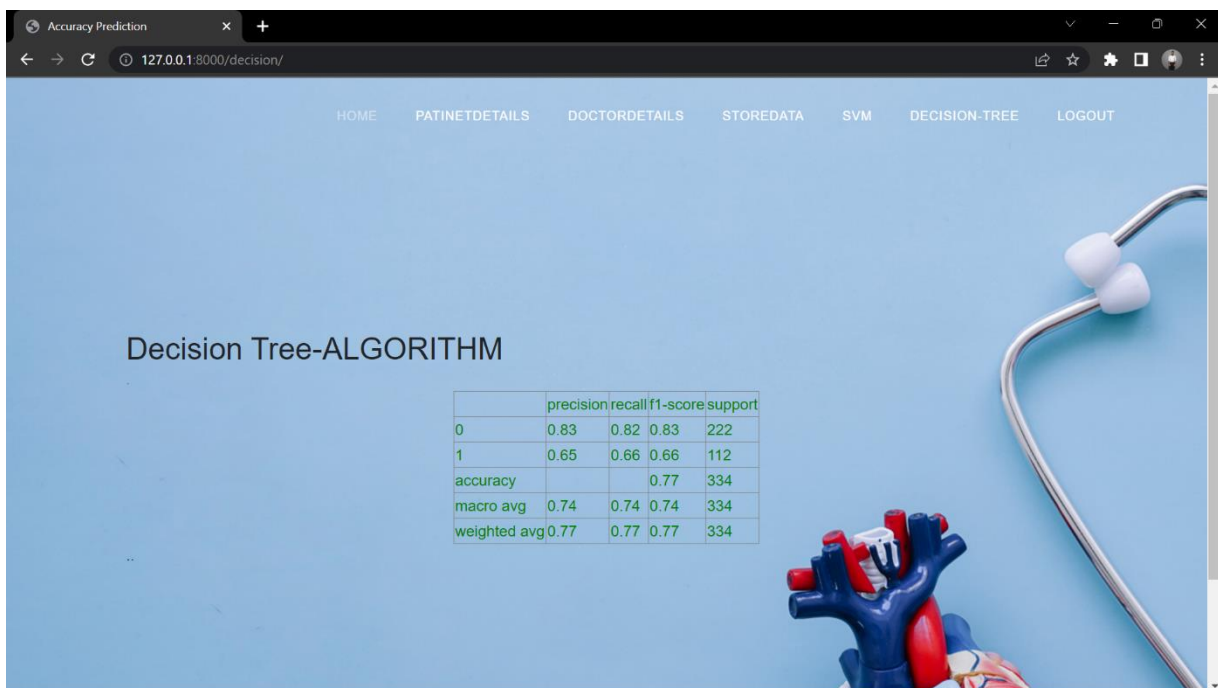 Accuracy Prediction
127.0.0.1:8000/decision/
HOME PATINETDETAILS DOCTORDETAILS STOREDATA SVM DECISION-TREE LOGOUT
Decision Tree-ALGORITHM
precision recall f1-score support
0 0.83 0.82 0.83 222
1 0.65 0.66 0.66 112
accuracy 0.77 334
macro avg 0.74 0.74 0.74 334
weighted avg 0.77 0.77 0.77 334
..